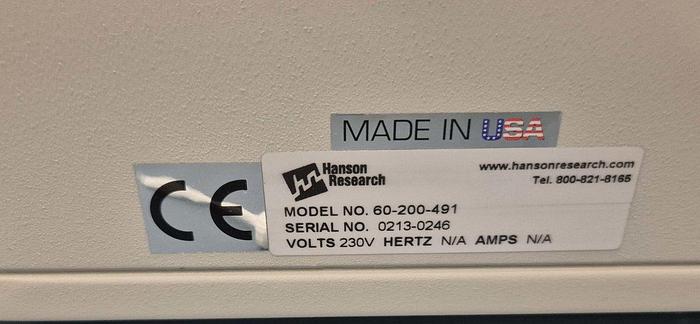 MADE IN USA
CE
Hanson
Research
www.hansonresearch.com
Tel. 800-821-8165
MODEL NO. 60-200-491
SERIAL NO. 0213-0246
VOLTS 230V HERTZ N/A AMPS N/A